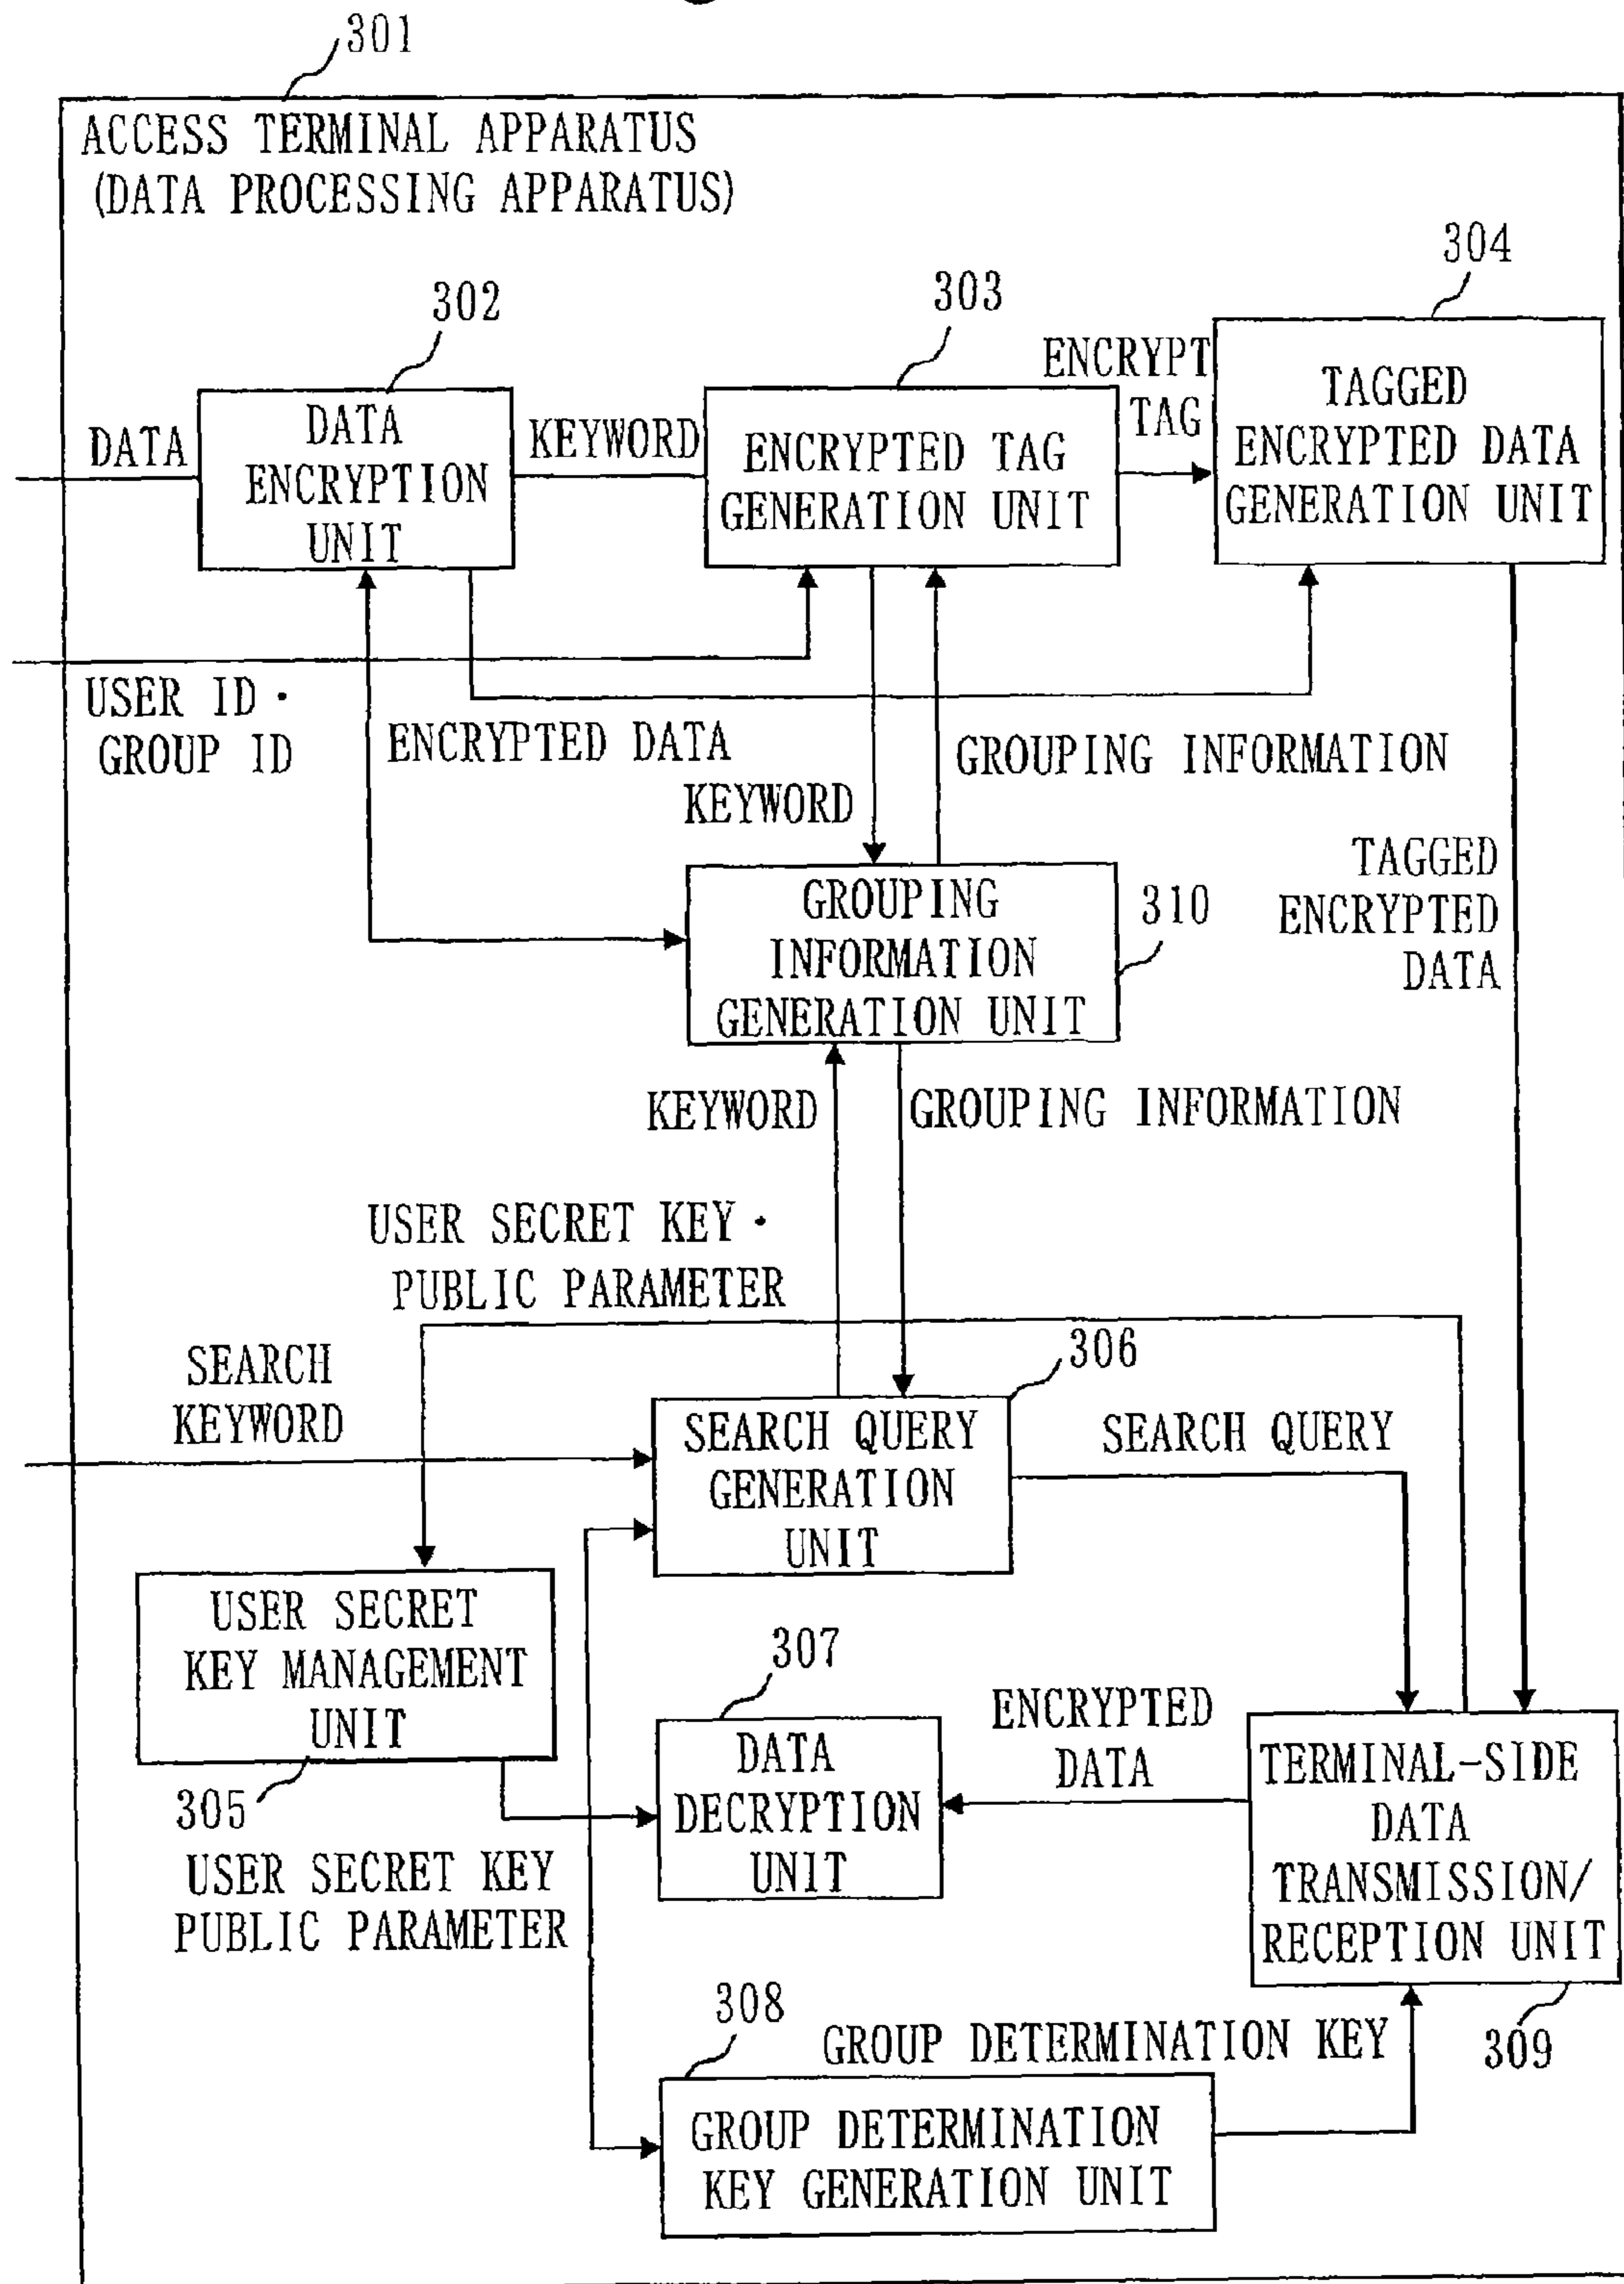 301
ACCESS TERMINAL APPARATUS
(DATA PROCESSING APPARATUS)
304
302
303
ENCRYPT
TAG
TAGGED
ENCRYPTED DATA
GENERATION UNIT
DATA
DATA
ENCRYPTION
UNIT
KEYWORD
ENCRYPTED TAG
GENERATION UNIT
USER ID・
GROUP ID
ENCRYPTED DATA
GROUPING INFORMATION
KEYWORD
TAGGED
ENCRYPTED
DATA
GROUPING
INFORMATION
GENERATION UNIT
310
KEYWORD
GROUPING INFORMATION
USER SECRET KEY・
PUBLIC PARAMETER
306
SEARCH
KEYWORD
SEARCH QUERY
GENERATION
UNIT
SEARCH QUERY
USER SECRET
KEY MANAGEMENT
UNIT
305
307
DATA
DECRYPTION
UNIT
ENCRYPTED
DATA
TERMINAL-SIDE
DATA
TRANSMISSION/
RECEPTION UNIT
USER SECRET KEY
PUBLIC PARAMETER
308
GROUP DETERMINATION KEY
309
GROUP DETERMINATION
KEY GENERATION UNIT